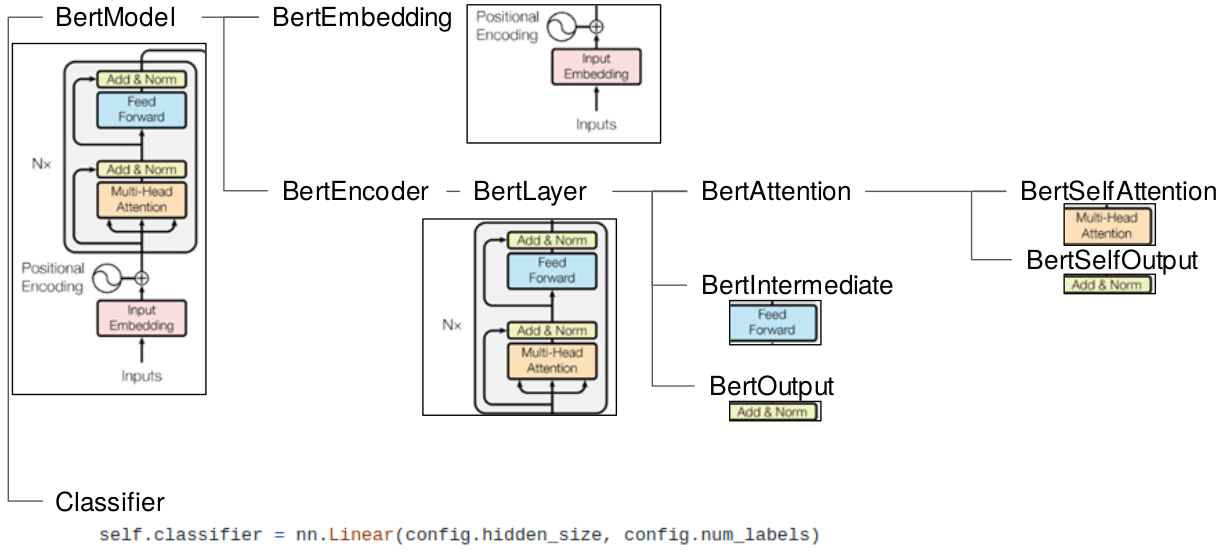 BertModel
BertEmbedding
Positional
Encoding
Input
Embedding
Inputs
Add & Norm
Feed
Forward
N×
Add & Norm
Multi-Head
Attention
Positional
Encoding
Input
Embedding
Inputs
BertEncoder
BertLayer
Add & Norm
Feed
Forward
N×
Add & Norm
Multi-Head
Attention
BertAttention
BertSelfAttention
Multi-Head
Attention
BertSelfOutput
Add & Norm
BertIntermediate
Feed
Forward
BertOutput
Add & Norm
Classifier
self.classifier = nn.Linear(config.hidden_size, config.num_labels)